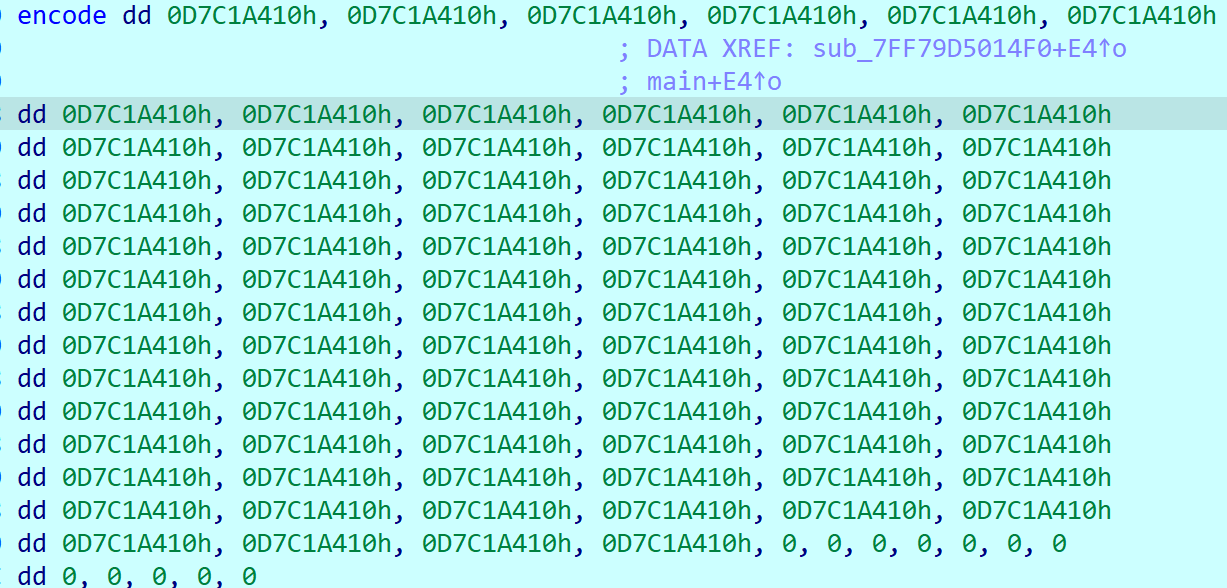 encode dd 0D7C1A410h, 0D7C1A410h, 0D7C1A410h, 0D7C1A410h, 0D7C1A410h, 0D7C1A410h
; DATA XREF: sub_7FF79D5014F0+E4↑o
; main+E4↑o
dd 0D7C1A410h, 0D7C1A410h, 0D7C1A410h, 0D7C1A410h, 0D7C1A410h, 0D7C1A410h
dd 0D7C1A410h, 0D7C1A410h, 0D7C1A410h, 0D7C1A410h, 0D7C1A410h, 0D7C1A410h
dd 0D7C1A410h, 0D7C1A410h, 0D7C1A410h, 0D7C1A410h, 0D7C1A410h, 0D7C1A410h
dd 0D7C1A410h, 0D7C1A410h, 0D7C1A410h, 0D7C1A410h, 0D7C1A410h, 0D7C1A410h
dd 0D7C1A410h, 0D7C1A410h, 0D7C1A410h, 0D7C1A410h, 0D7C1A410h, 0D7C1A410h
dd 0D7C1A410h, 0D7C1A410h, 0D7C1A410h, 0D7C1A410h, 0D7C1A410h, 0D7C1A410h
dd 0D7C1A410h, 0D7C1A410h, 0D7C1A410h, 0D7C1A410h, 0D7C1A410h, 0D7C1A410h
dd 0D7C1A410h, 0D7C1A410h, 0D7C1A410h, 0D7C1A410h, 0D7C1A410h, 0D7C1A410h
dd 0D7C1A410h, 0D7C1A410h, 0D7C1A410h, 0D7C1A410h, 0D7C1A410h, 0D7C1A410h
dd 0D7C1A410h, 0D7C1A410h, 0D7C1A410h, 0D7C1A410h, 0D7C1A410h, 0D7C1A410h
dd 0D7C1A410h, 0D7C1A410h, 0D7C1A410h, 0D7C1A410h, 0D7C1A410h, 0D7C1A410h
dd 0D7C1A410h, 0D7C1A410h, 0D7C1A410h, 0D7C1A410h, 0D7C1A410h, 0D7C1A410h
dd 0D7C1A410h, 0D7C1A410h, 0D7C1A410h, 0D7C1A410h, 0D7C1A410h, 0D7C1A410h
dd 0D7C1A410h, 0D7C1A410h, 0D7C1A410h, 0D7C1A410h, 0, 0, 0, 0, 0, 0, 0
dd 0, 0, 0, 0, 0